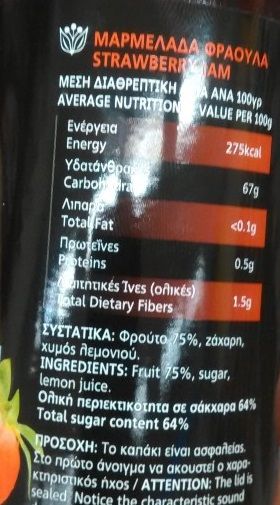 ΜΑΡΜΕΛΑΔΑ ΦΡΑΟΥΛΑ
STRAWBERRY JAM
ΜΕΣΗ ΔΙΑΘΡΕΠΤΙΚΗ ΑΝΑ 100γρ
AVERAGE NUTRITION VALUE PER 100g
Ενέργεια
Energy 275kcal
Υδατάνθρακες
Carbohydrates 67g
Λιπαρά
Total Fat <0.1g
Πρωτεΐνες
Proteins 0.5g
Διαιτητικές Ίνες (ολικές)
Total Dietary Fibers 1.5g
ΣΥΣΤΑΤΙΚΑ: Φρούτο 75%, ζάχαρη,
χυμός λεμονιού.
INGREDIENTS: Fruit 75%, sugar,
lemon juice.
Ολική περιεκτικότητα σε σάκχαρα 64%
Total sugar content 64%
ΠΡΟΣΟΧΗ: Το καπάκι είναι ασφαλείας.
Στο πρώτο άνοιγμα να ακουστεί ο χαρα-
κτηριστικός ήχος / ATTENTION: The lid is
sealed. Notice the characteristic sound